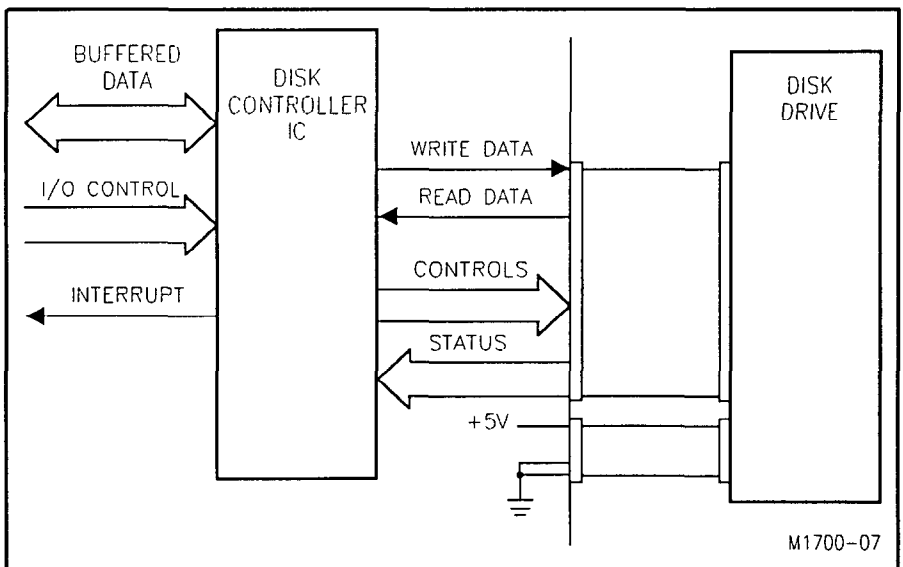 BUFFERED
DATA
DISK
CONTROLLER
IC
DISK
DRIVE
WRITE DATA
I/O CONTROL
READ DATA
CONTROLS
INTERRUPT
STATUS
+5V
M1700-07